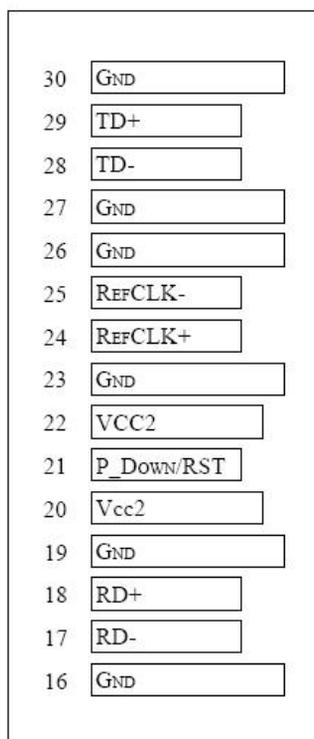 30 GND
29 TD+
28 TD-
27 GND
26 GND
25 REFCLK-
24 REFCLK+
23 GND
22 VCC2
21 P_DOWN/RST
20 Vcc2
19 GND
18 RD+
17 RD-
16 GND